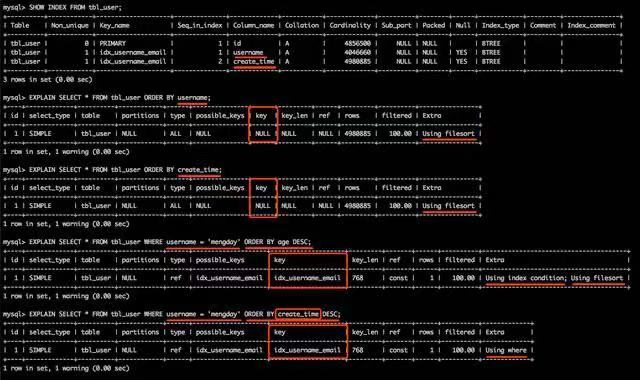 mysql> SHOW INDEX FROM tbl_user;
| Table | Non_unique | Key_name | Seq_in_index | Column_name | Collation | Cardinality | Sub_part | Packed | Null | Index_type | Comment | Index_comment |
| tbl_user | 0 | PRIMARY | 1 | id | A | 4856500 | NULL | NULL | | BTREE | | |
| tbl_user | 1 | idx_username_email | 1 | username | A | 4046660 | NULL | NULL | YES | BTREE | | |
| tbl_user | 1 | idx_username_email | 2 | create_time | A | 4980885 | NULL | NULL | YES | BTREE | | |
3 rows in set (0.00 sec)
mysql> EXPLAIN SELECT * FROM tbl_user ORDER BY username;
| id | select_type | table | partitions | type | possible_keys | key | key_len | ref | rows | filtered | Extra |
| 1 | SIMPLE | tbl_user | NULL | ALL | NULL | NULL | NULL | NULL | 4980885 | 100.00 | Using filesort |
1 row in set, 1 warning (0.00 sec)
mysql> EXPLAIN SELECT * FROM tbl_user ORDER BY create_time;
| id | select_type | table | partitions | type | possible_keys | key | key_len | ref | rows | filtered | Extra |
| 1 | SIMPLE | tbl_user | NULL | ALL | NULL | NULL | NULL | NULL | 4980885 | 100.00 | Using filesort |
1 row in set, 1 warning (0.00 sec)
mysql> EXPLAIN SELECT * FROM tbl_user WHERE username = 'mengday' ORDER BY age DESC;
| id | select_type | table | partitions | type | possible_keys | key | key_len | ref | rows | filtered | Extra |
| 1 | SIMPLE | tbl_user | NULL | ref | idx_username_email | idx_username_email | 768 | const | 1 | 100.00 | Using index condition; Using filesort |
1 row in set, 1 warning (0.00 sec)
mysql> EXPLAIN SELECT * FROM tbl_user WHERE username = 'mengday' ORDER BY create_time DESC;
| id | select_type | table | partitions | type | possible_keys | key | key_len | ref | rows | filtered | Extra |
| 1 | SIMPLE | tbl_user | NULL | ref | idx_username_email | idx_username_email | 768 | const | 1 | 100.00 | Using where |
1 row in set, 1 warning (0.00 sec)